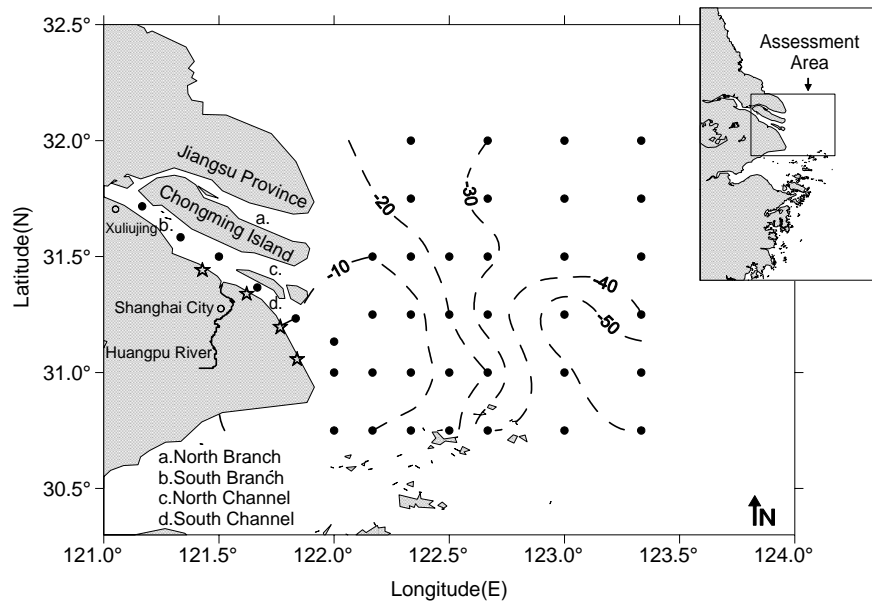 32.5°
32.0°
31.5°
31.0°
30.5°
Latitude(N)
121.0°
121.5°
122.0°
122.5°
123.0°
123.5°
124.0°
Longitude(E)
Jiangsu Province
Chongming Island
a.
Xuliujing
b.
c.
d.
Shanghai City
Huangpu River
-10
-20
-30
-40
-50
a.North Branch
b.South Branch
c.North Channel
d.South Channel
N
Assessment
Area